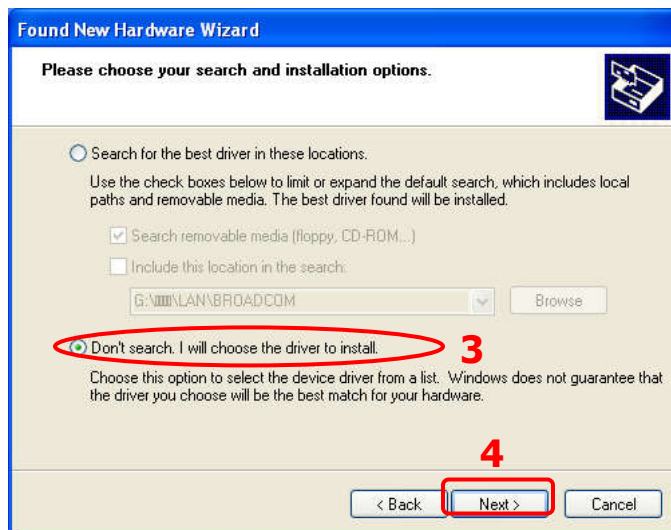 Found New Hardware Wizard
Please choose your search and installation options.
Search for the best driver in these locations.
Use the check boxes below to limit or expand the default search, which includes local
paths and removable media. The best driver found will be installed.
Search removable media (floppy, CD-ROM...)
Include this location in the search:
G:\LAN\BROADCOM
Browse
Don't search. I will choose the driver to install.
3
Choose this option to select the device driver from a list. Windows does not guarantee that
the driver you choose will be the best match for your hardware.
4
< Back
Next >
Cancel